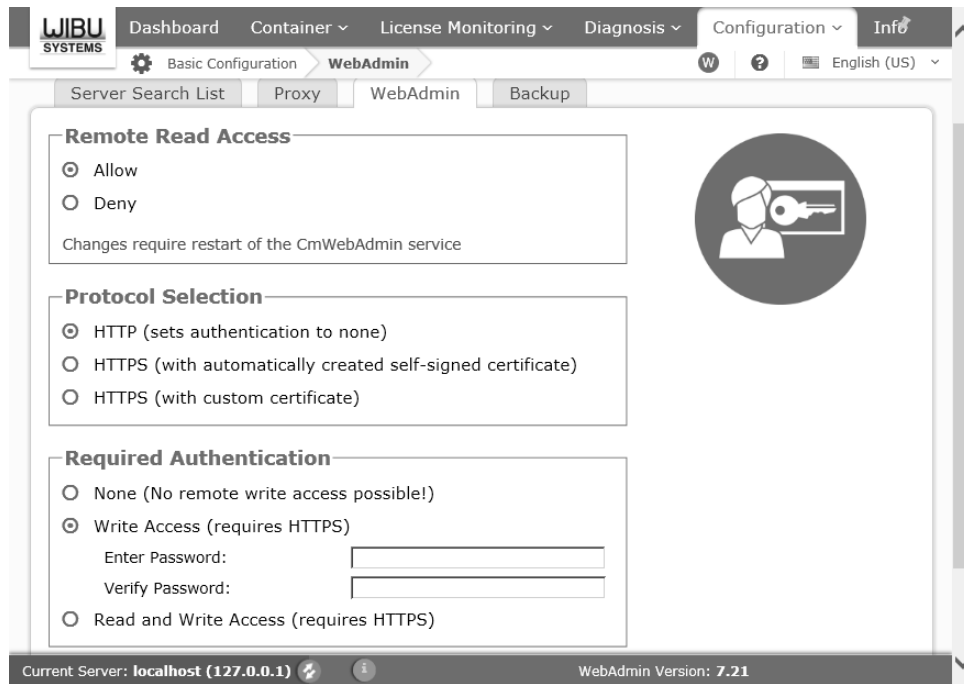 WIBU
SYSTEMS
Dashboard Container License Monitoring Diagnosis Configuration Info
Basic Configuration WebAdmin W ? English (US)
Server Search List Proxy WebAdmin Backup
Remote Read Access
Allow
Deny
Changes require restart of the CmWebAdmin service
Protocol Selection
HTTP (sets authentication to none)
HTTPS (with automatically created self-signed certificate)
HTTPS (with custom certificate)
Required Authentication
None (No remote write access possible!)
Write Access (requires HTTPS)
Enter Password:
Verify Password:
Read and Write Access (requires HTTPS)
Current Server: localhost (127.0.0.1) i WebAdmin Version: 7.21